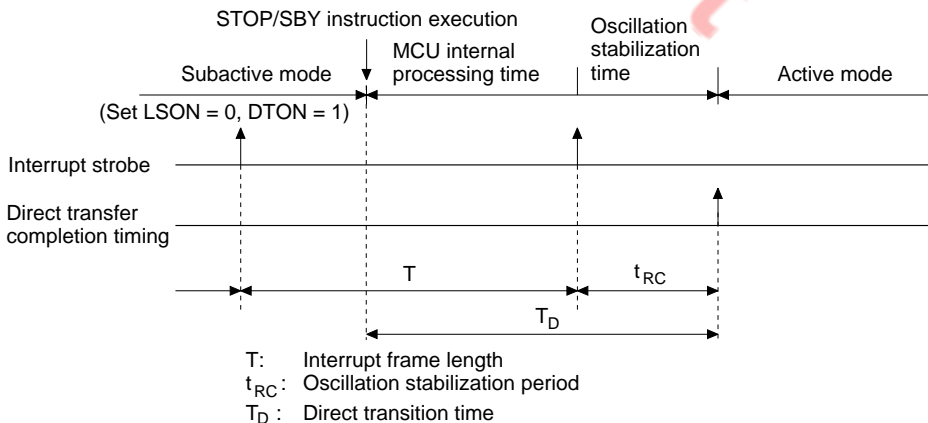 STOP/SBY instruction execution
MCU internal
processing time
Oscillation
stabilization
time
Subactive mode
Active mode
(Set LSON = 0, DTON = 1)
Interrupt strobe
Direct transfer
completion timing
T
tRC
TD
T: Interrupt frame length
tRC: Oscillation stabilization period
TD : Direct transition time